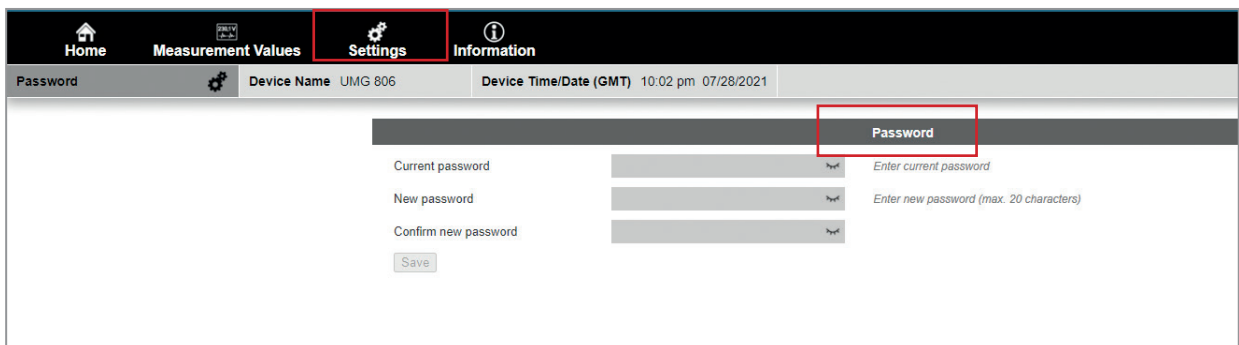 230,1 V
Home Measurement Values Settings Information
Password Device Name UMG 806 Device Time/Date (GMT) 10:02 pm 07/28/2021
Password
Current password Enter current password
New password Enter new password (max. 20 characters)
Confirm new password
Save